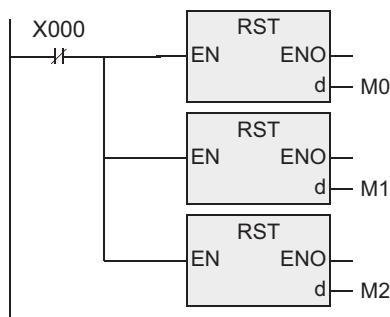 X000
RST
EN ENO
d M0
RST
EN ENO
d M1
RST
EN ENO
d M2